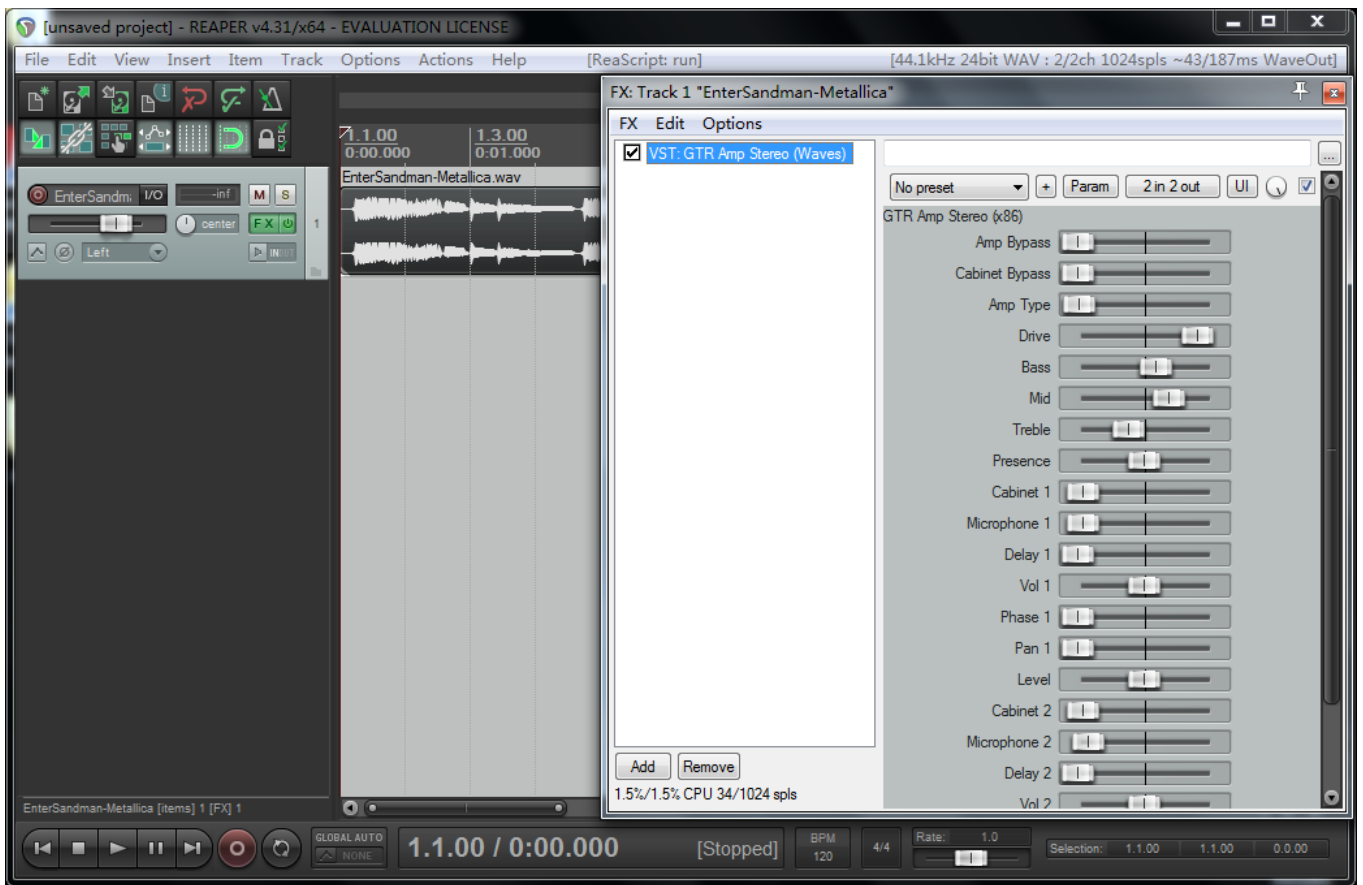 [unsaved project] - REAPER v4.31/x64 - EVALUATION LICENSE
File Edit View Insert Item Track Options Actions Help [ReaScript: run] [44.1kHz 24bit WAV : 2/2ch 1024spls ~43/187ms WaveOut]
FX: Track 1 "EnterSandman-Metallica"
FX Edit Options
VST: GTR Amp Stereo (Waves)
...
No preset + Param 2 in 2 out UI
GTR Amp Stereo (x86)
Amp Bypass
Cabinet Bypass
Amp Type
Drive
Bass
Mid
Treble
Presence
Cabinet 1
Microphone 1
Delay 1
Vol 1
Phase 1
Pan 1
Level
Cabinet 2
Microphone 2
Delay 2
Vol 2
Add Remove
1.5%/1.5% CPU 34/1024 spls
1.1.00 1.3.00
0:00.000 0:01.000
EnterSandman-Metallica.wav
EnterSandm I/O -inf M S
center FX 1
Left IN OUT
EnterSandman-Metallica [items] 1 [FX] 1
GLOBAL AUTO
NONE
1.1.00 / 0:00.000 [Stopped]
BPM
120
4/4
Rate: 1.0
Selection: 1.1.00 1.1.00 0.0.00